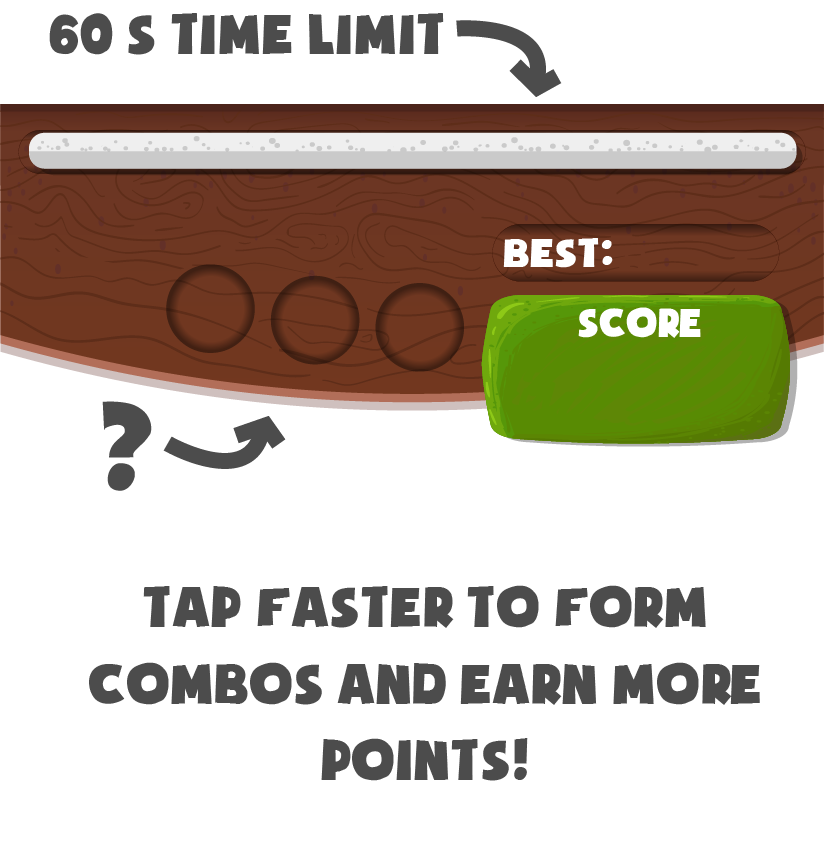 60 S TIME LIMIT
BEST:
SCORE
?
TAP FASTER TO FORM
COMBOS AND EARN MORE
POINTS!